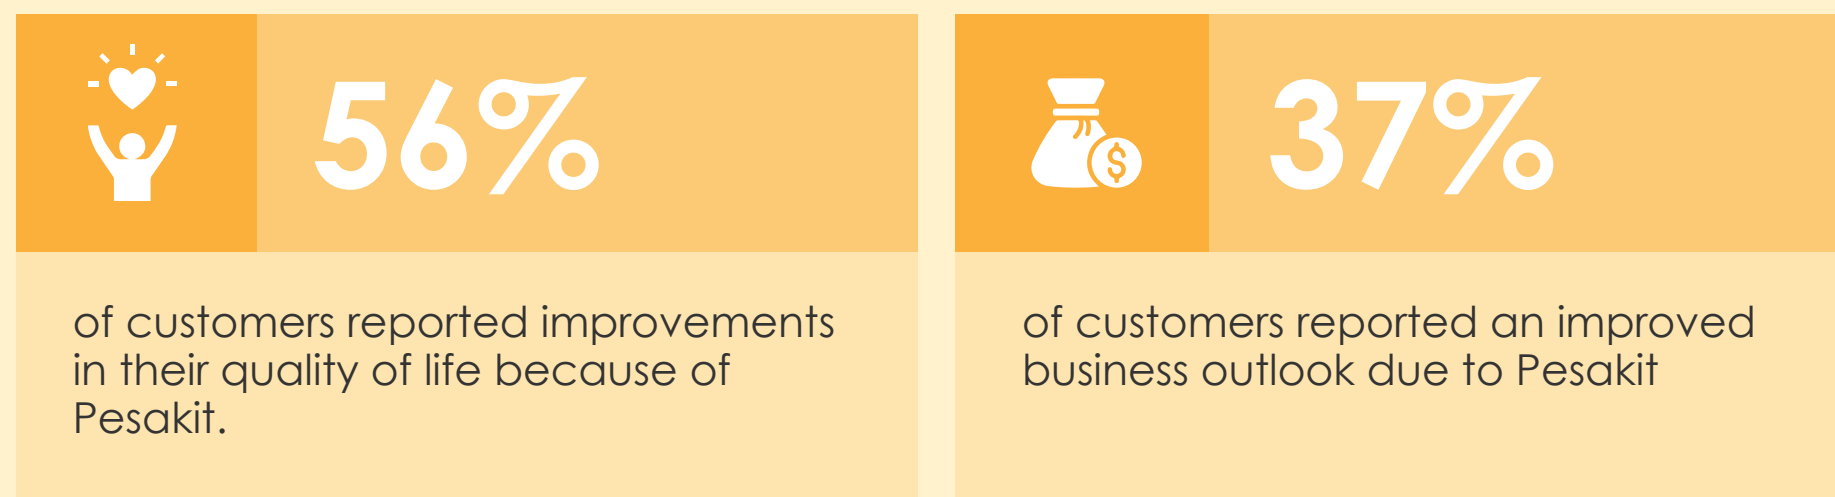 56%
of customers reported improvements
in their quality of life because of
Pesakit.
$
37%
of customers reported an improved
business outlook due to Pesakit